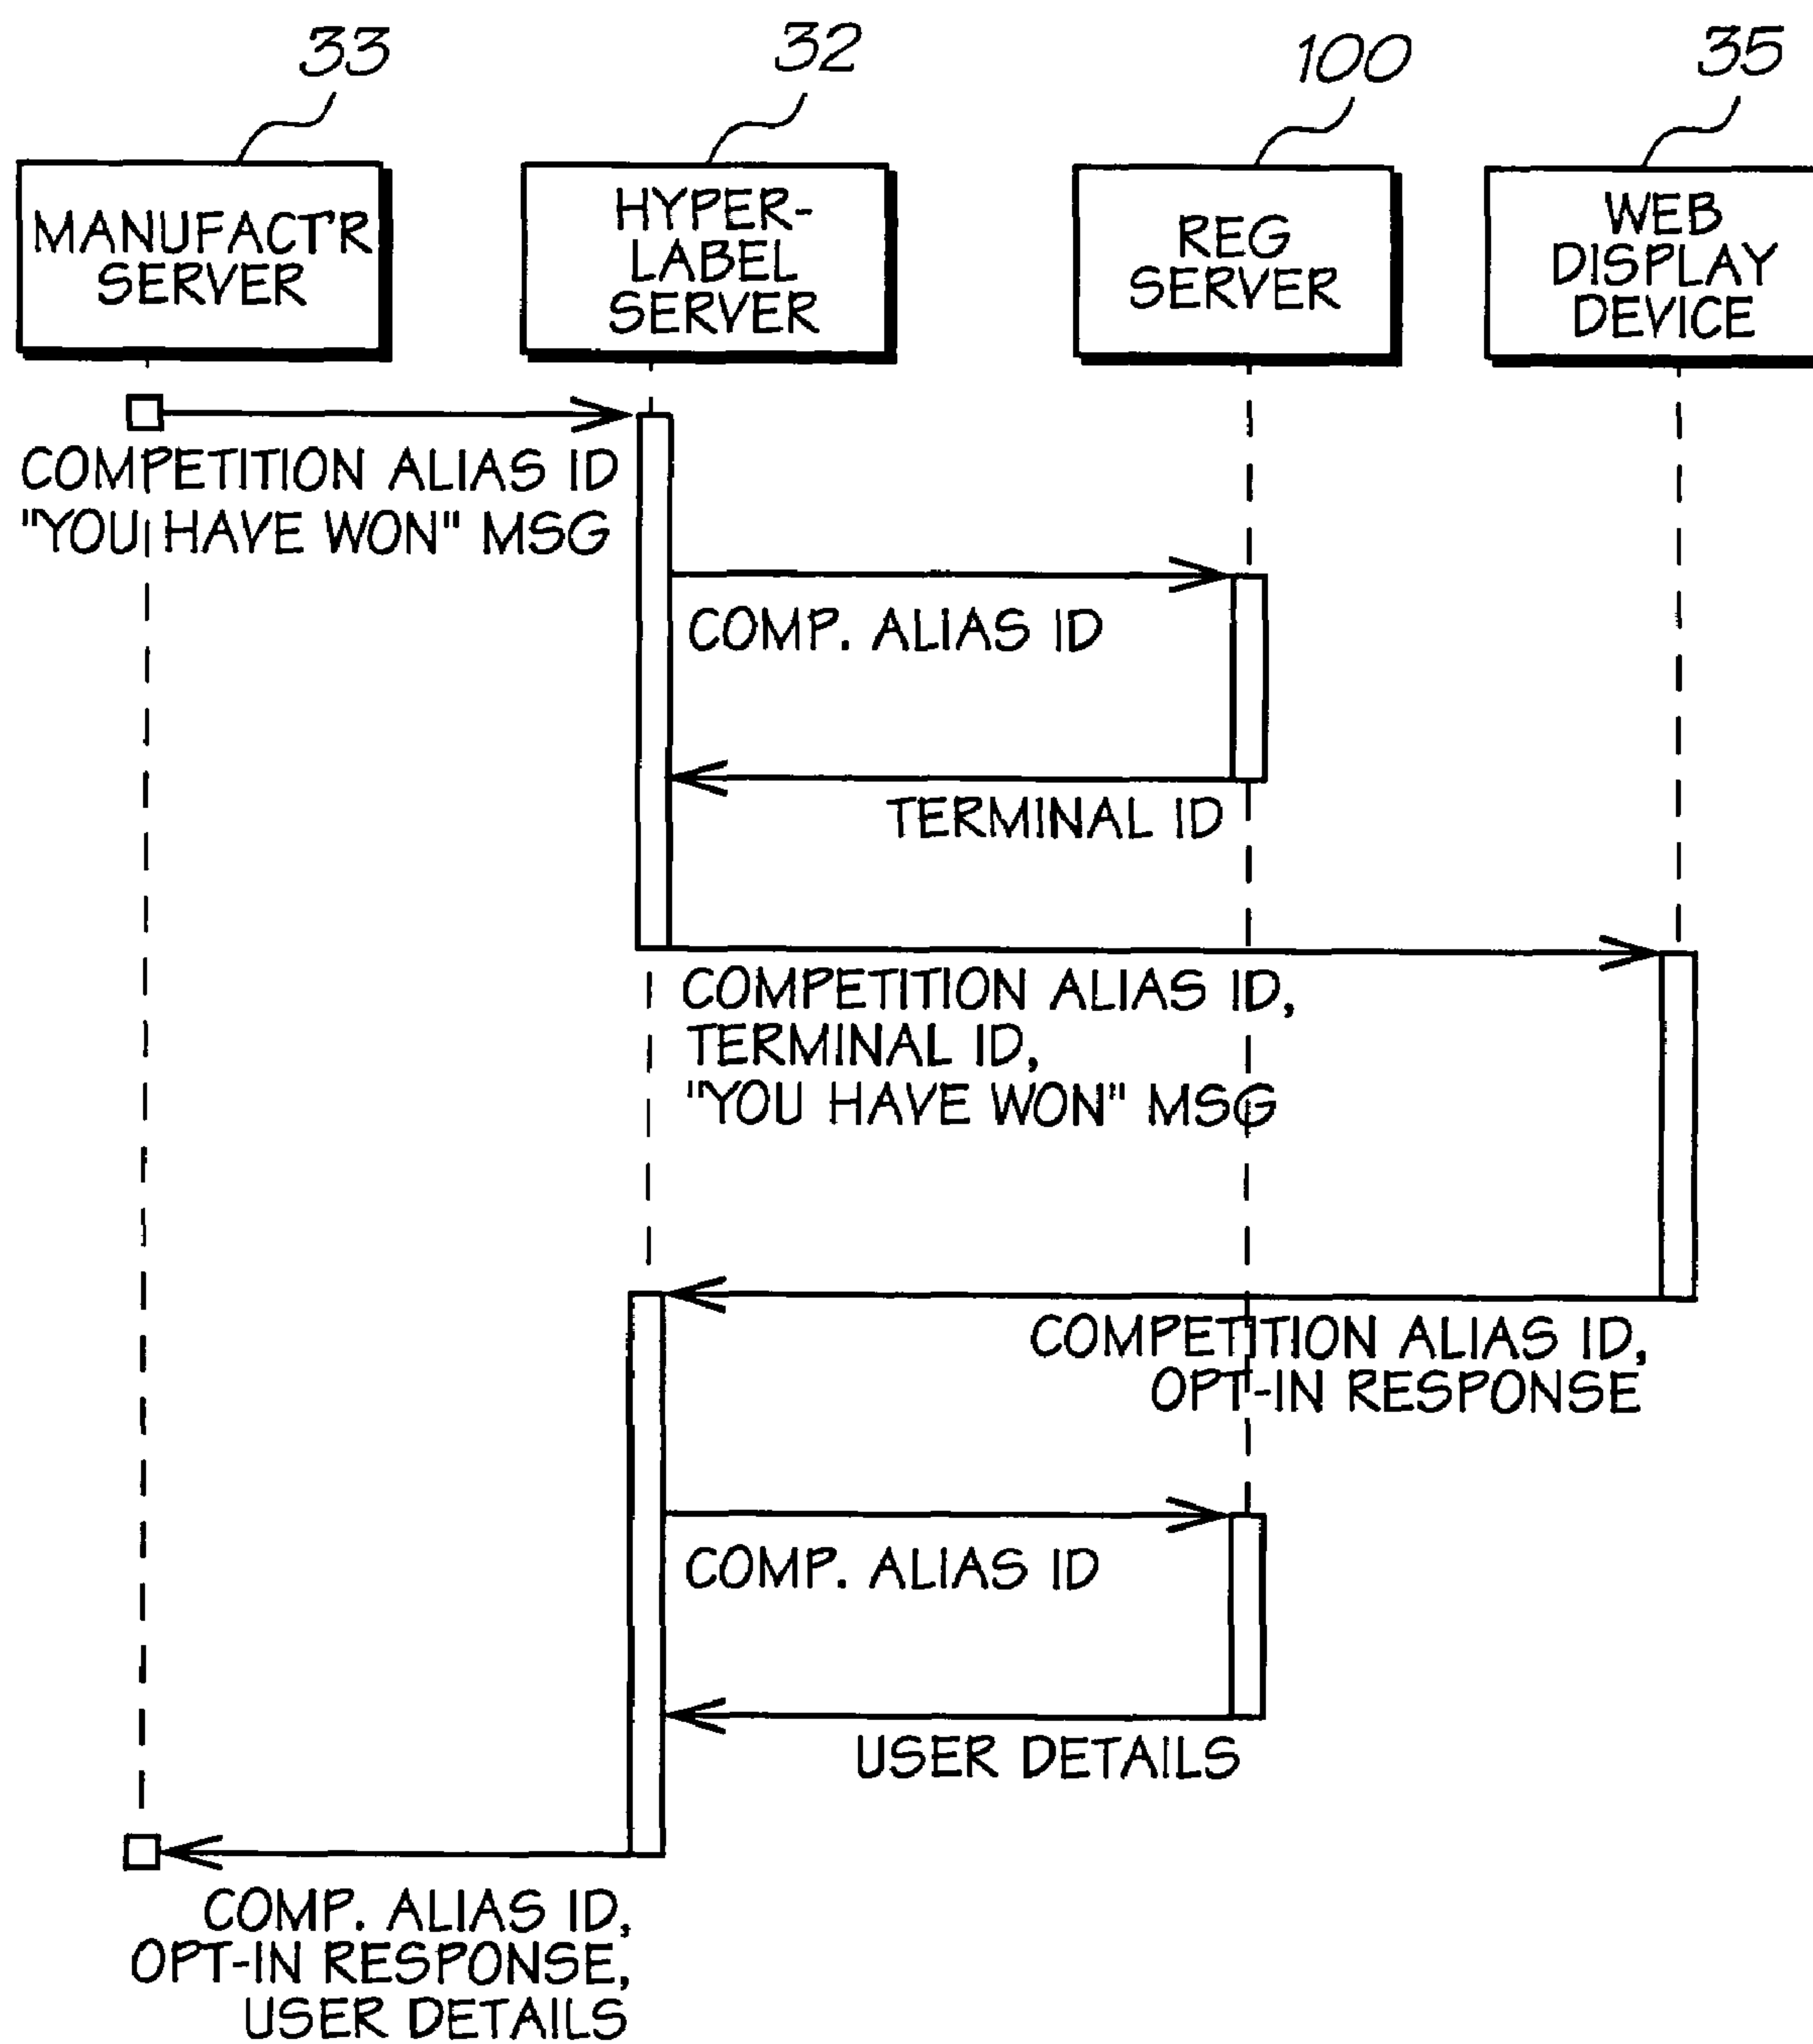 33
32
100
35
MANUFACT'R
SERVER
HYPER-
LABEL
SERVER
REG
SERVER
WEB
DISPLAY
DEVICE
COMPETITION ALIAS ID
"YOU HAVE WON" MSG
COMP. ALIAS ID
TERMINAL ID
COMPETITION ALIAS ID,
TERMINAL ID,
"YOU HAVE WON" MSG
COMPETITION ALIAS ID,
OPT-IN RESPONSE
COMP. ALIAS ID
USER DETAILS
COMP. ALIAS ID,
OPT-IN RESPONSE,
USER DETAILS